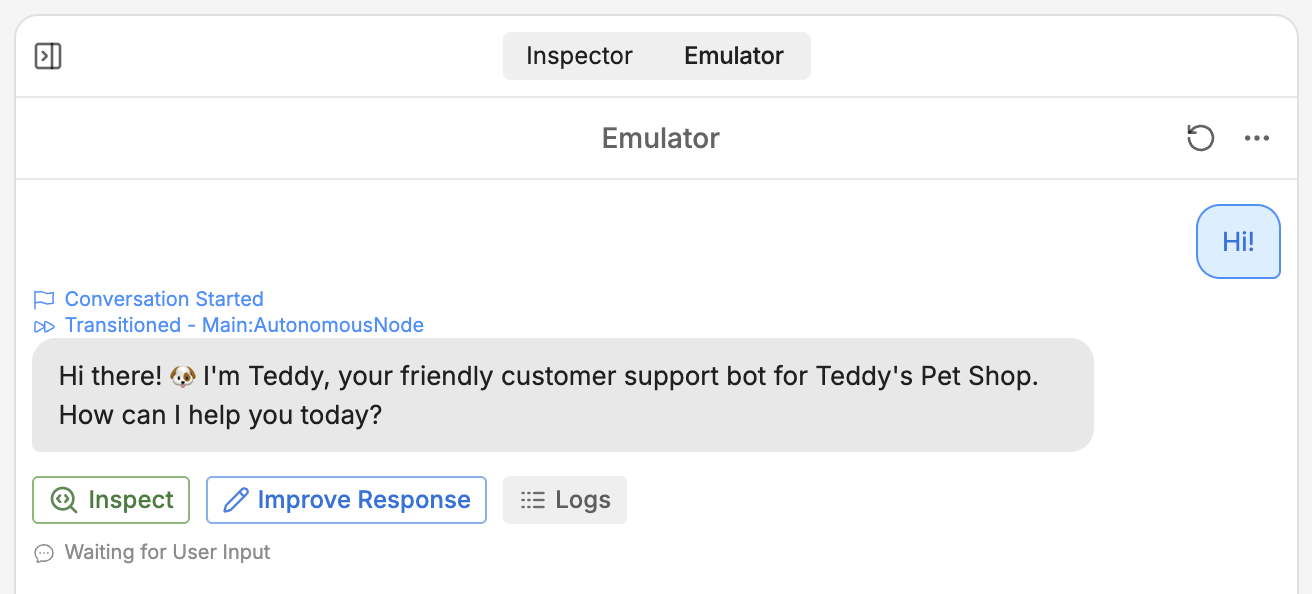 Inspector Emulator
Emulator
Hi!
Conversation Started
Transitioned - Main:AutonomousNode
Hi there! 🐶 I'm Teddy, your friendly customer support bot for Teddy's Pet Shop.
How can I help you today?
Inspect Improve Response Logs
Waiting for User Input